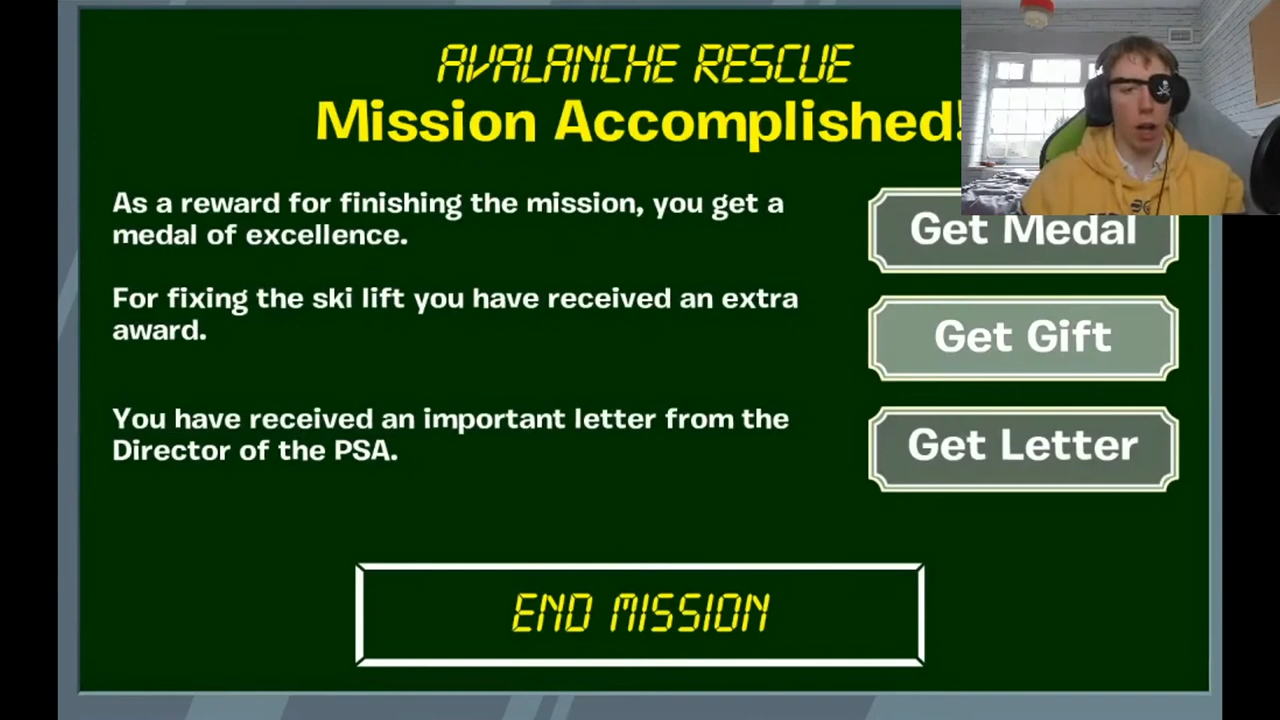 AVALANCHE RESCUE
Mission Accomplished!
As a reward for finishing the mission, you get a
medal of excellence.
Get Medal
For fixing the ski lift you have received an extra
award.
Get Gift
You have received an important letter from the
Director of the PSA.
Get Letter
END MISSION